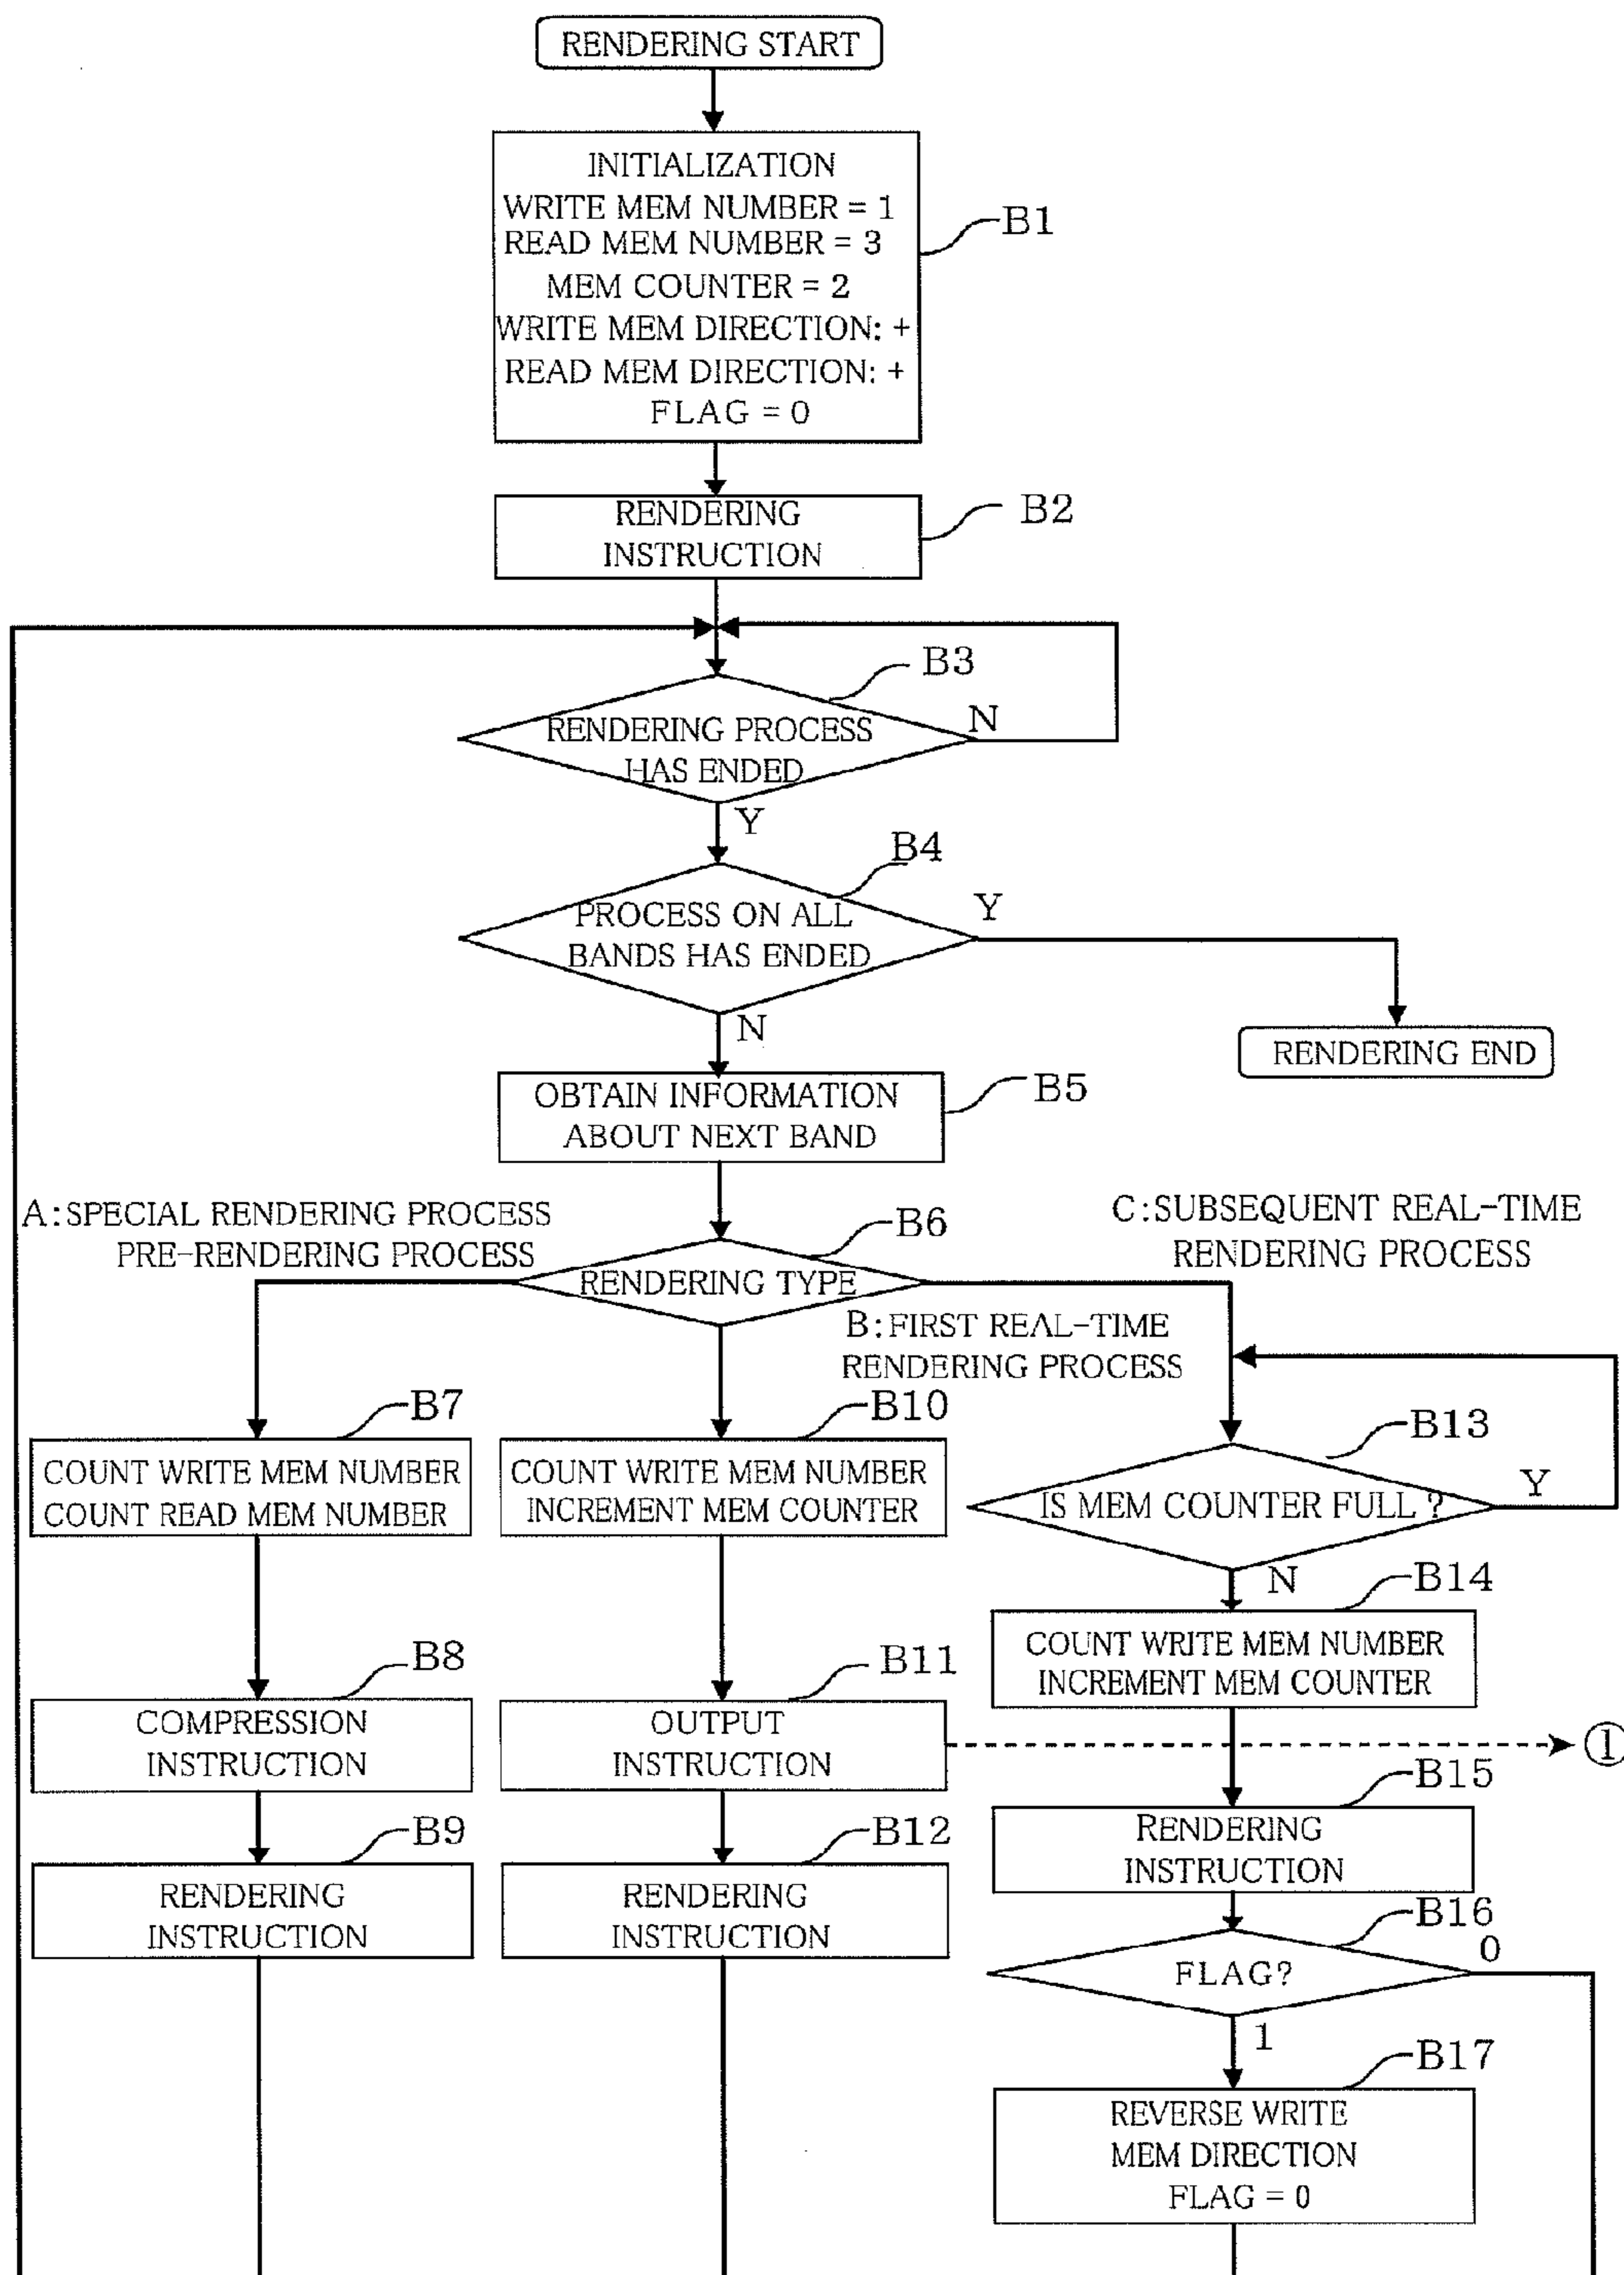 RENDERING START
INITIALIZATION
WRITE MEM NUMBER = 1
READ MEM NUMBER = 3
MEM COUNTER = 2
WRITE MEM DIRECTION: +
READ MEM DIRECTION: +
FLAG = 0
B1
RENDERING
INSTRUCTION
B2
B3
RENDERING PROCESS
HAS ENDED
N
Y
B4
PROCESS ON ALL
BANDS HAS ENDED
Y
N
RENDERING END
OBTAIN INFORMATION
ABOUT NEXT BAND
B5
A:SPECIAL RENDERING PROCESS
PRE-RENDERING PROCESS
B6
RENDERING TYPE
C:SUBSEQUENT REAL-TIME
RENDERING PROCESS
B:FIRST REAL-TIME
RENDERING PROCESS
B7
COUNT WRITE MEM NUMBER
COUNT READ MEM NUMBER
B10
COUNT WRITE MEM NUMBER
INCREMENT MEM COUNTER
B13
IS MEM COUNTER FULL ?
Y
N
B14
COUNT WRITE MEM NUMBER
INCREMENT MEM COUNTER
B8
COMPRESSION
INSTRUCTION
B11
OUTPUT
INSTRUCTION
①
B15
RENDERING
INSTRUCTION
B9
RENDERING
INSTRUCTION
B12
RENDERING
INSTRUCTION
B16
0
FLAG?
1
B17
REVERSE WRITE
MEM DIRECTION
FLAG = 0